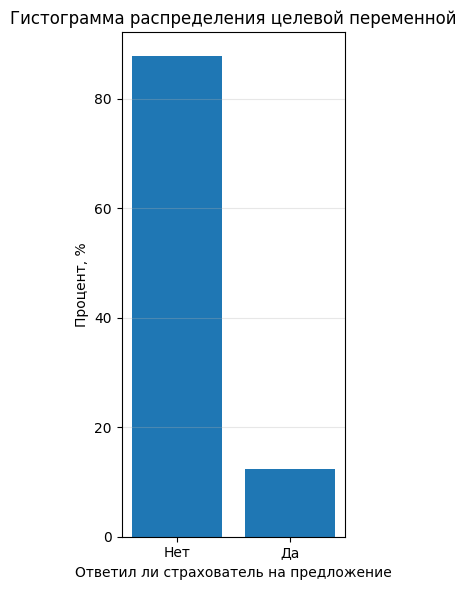 Гистограмма распределения целевой переменной
80
60
40
20
0
Процент, %
Нет
Да
Ответил ли страхователь на предложение